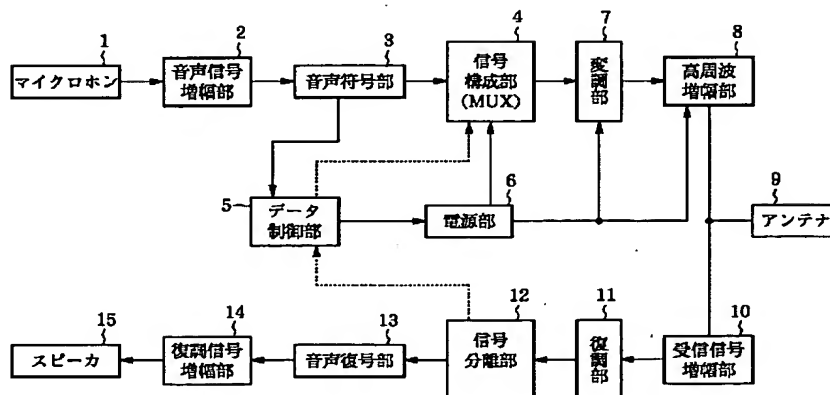 1
マイクロホン
2
音声信号
増幅部
3
音声符号部
4
信号
構成部
(MUX)
7
変調部
8
高周波
増幅部
5
データ
制御部
6
電源部
9
アンテナ
15
スピーカ
14
復調信号
増幅部
13
音声復号部
12
信号
分離部
11
復調部
10
受信信号
増幅部